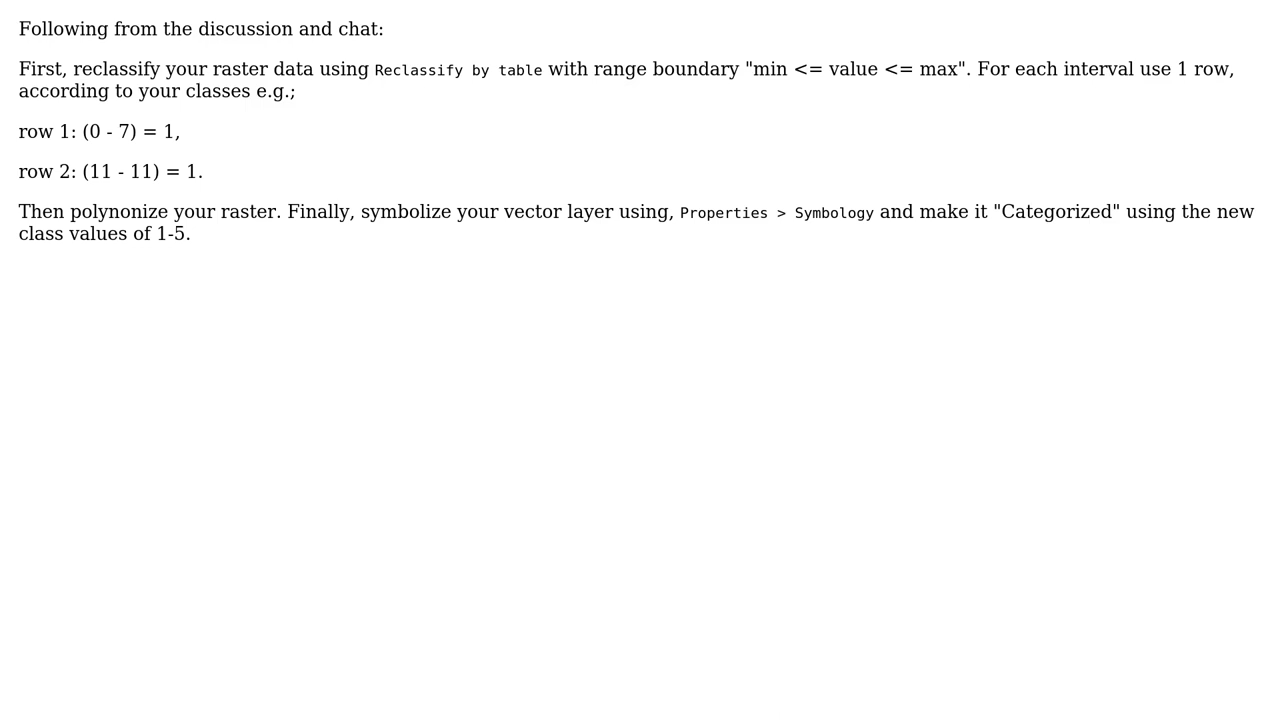 Following from the discussion and chat:
First, reclassify your raster data using Reclassify by table with range boundary "min <= value <= max". For each interval use 1 row,
according to your classes e.g.;
row 1: (0 - 7) = 1,
row 2: (11 - 11) = 1.
Then polynonize your raster. Finally, symbolize your vector layer using, Properties > Symbology and make it "Categorized" using the new
class values of 1-5.